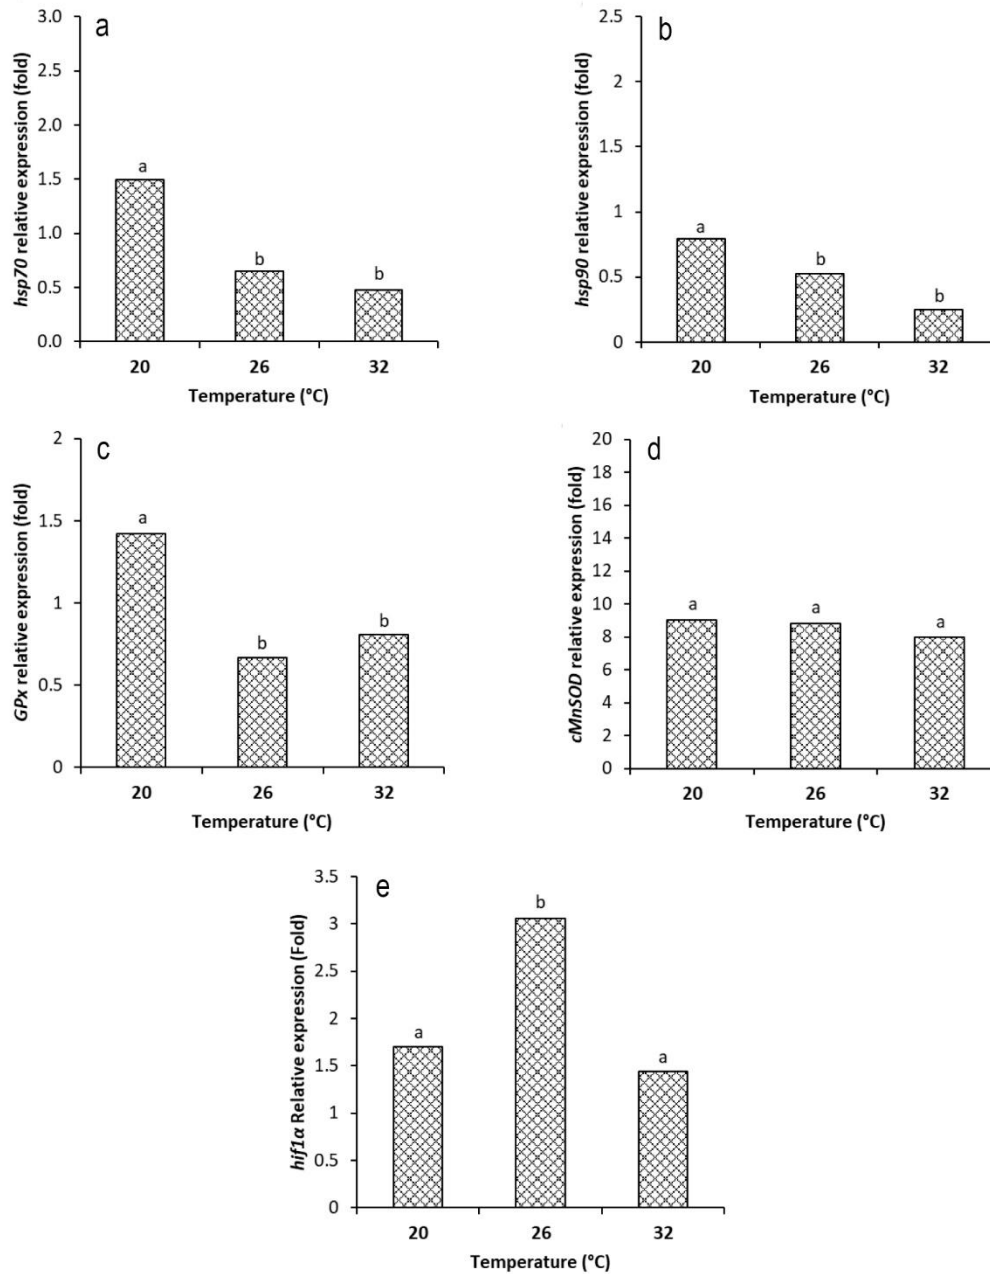 a
hsp70 relative expression (fold)
3.0
2.5
2.0
1.5
1.0
0.5
0.0
a
b
b
20 26 32
Temperature (°C)
b
hsp90 relative expression (fold)
2.5
2
1.5
1
0.5
0
a
b
b
20 26 32
Temperature (°C)
c
GPx relative expression (fold)
2
1.5
1
0.5
0
a
b
b
20 26 32
Temperature (°C)
d
cMnSOD relative expression (fold)
20
18
16
14
12
10
8
6
4
2
0
a
a
a
20 26 32
Temperature (°C)
e
hif1α Relative expression (Fold)
3.5
3
2.5
2
1.5
1
0.5
0
a
b
a
20 26 32
Temperature (°C)